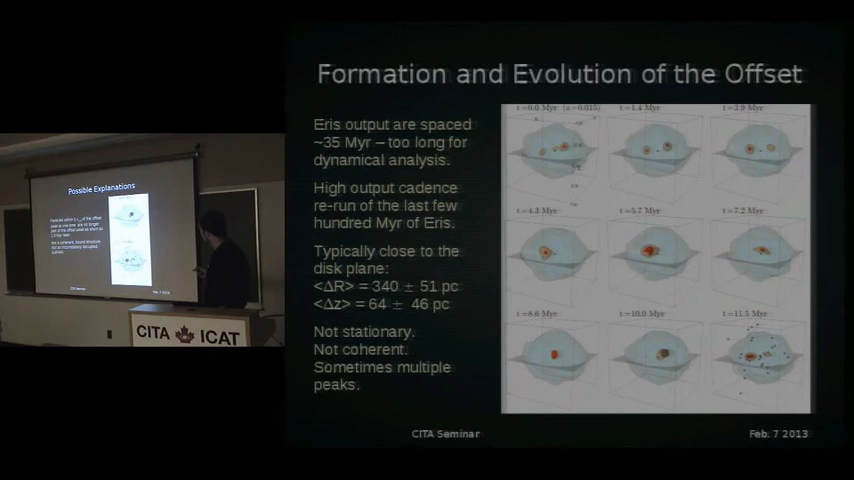 Formation and Evolution of the Offset
Eris output are spaced
~35 Myr – too long for
dynamical analysis.
High output cadence
re-run of the last few
hundred Myr of Eris.
Typically close to the
disk plane:
<ΔR> = 340 ± 51 pc
<Δz> = 64 ± 46 pc
Not stationary.
Not coherent.
Sometimes multiple
peaks.
t=0.0 Myr (z=0.015)
t=1.4 Myr
t=2.9 Myr
t=4.3 Myr
t=5.7 Myr
t=7.2 Myr
t=8.6 Myr
t=10.0 Myr
t=11.5 Myr
CITA Seminar
Feb. 7 2013
Possible Explanations
CITA ICAT